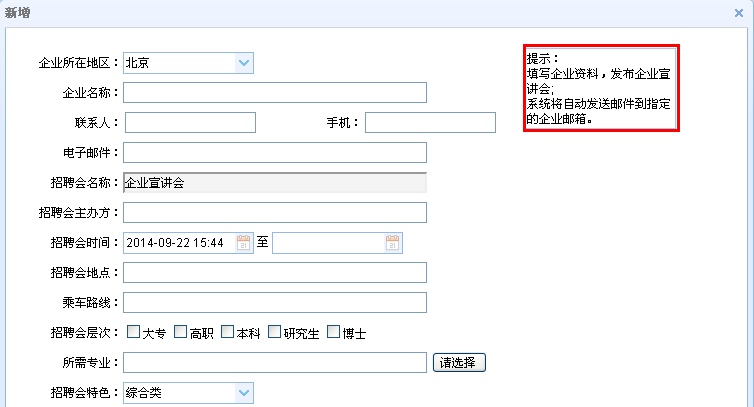 新增
企业所在地区： 北京
提示：
填写企业资料，发布企业宣
讲会;
系统将自动发送邮件到指定
的企业邮箱。
企业名称：
联系人： 手机：
电子邮件：
招聘会名称： 企业宣讲会
招聘会主办方：
招聘会时间： 2014-09-22 15:44 至
招聘会地点：
乘车路线：
招聘会层次： 大专 高职 本科 研究生 博士
所需专业： 请选择
招聘会特色： 综合类